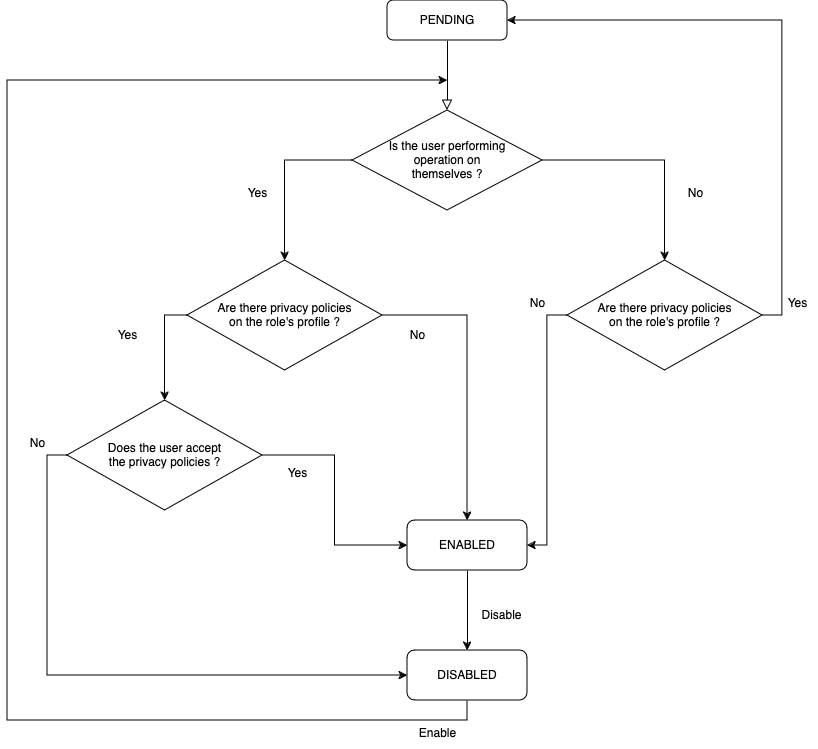 PENDING
Is the user performing
operation on
themselves ?
Yes
No
Are there privacy policies
on the role's profile ?
No
Are there privacy policies
on the role's profile ?
Yes
Yes
No
Does the user accept
the privacy policies ?
No
Yes
ENABLED
Disable
DISABLED
Enable